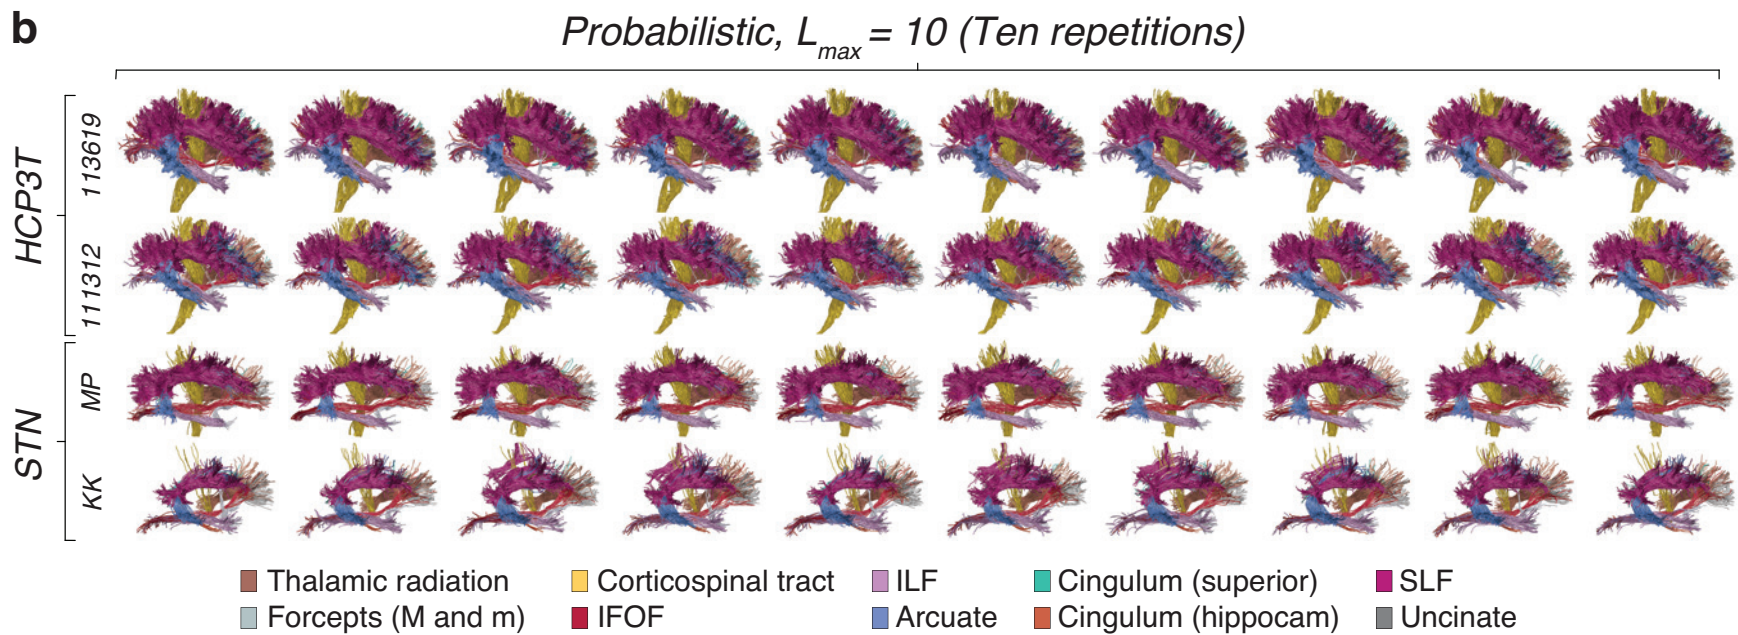 b
Probabilistic, Lmax = 10 (Ten repetitions)
HCP3T
113619
111312
STN
MP
KK
Thalamic radiation
Corticospinal tract
ILF
Cingulum (superior)
SLF
Forcepts (M and m)
IFOF
Arcuate
Cingulum (hippocam)
Uncinate